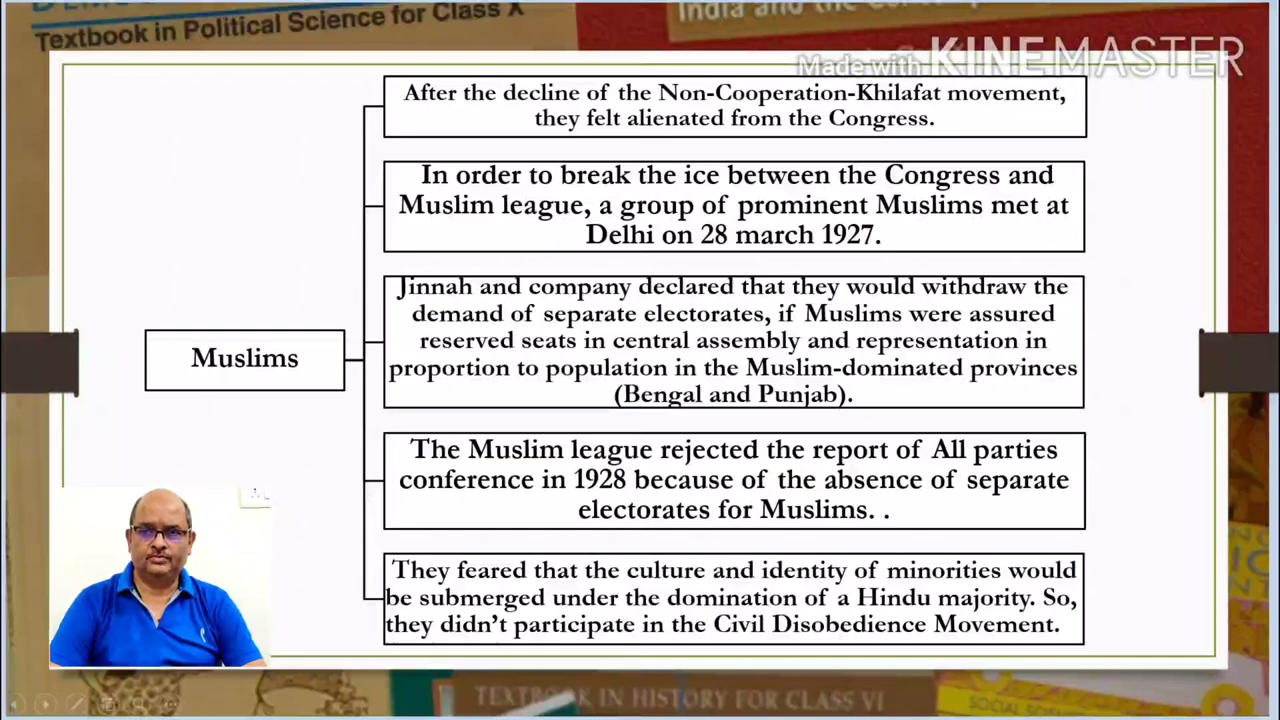 Textbook in Political Science for Class X
India and the
Made with KINEMASTER
After the decline of the Non-Cooperation-Khilafat movement,
they felt alienated from the Congress.
In order to break the ice between the Congress and
Muslim league, a group of prominent Muslims met at
Delhi on 28 march 1927.
Jinnah and company declared that they would withdraw the
demand of separate electorates, if Muslims were assured
reserved seats in central assembly and representation in
proportion to population in the Muslim-dominated provinces
(Bengal and Punjab).
Muslims
The Muslim league rejected the report of All parties
conference in 1928 because of the absence of separate
electorates for Muslims. .
They feared that the culture and identity of minorities would
be submerged under the domination of a Hindu majority. So,
they didn't participate in the Civil Disobedience Movement.
TEXTBOOK IN HISTORY FOR CLASS VI